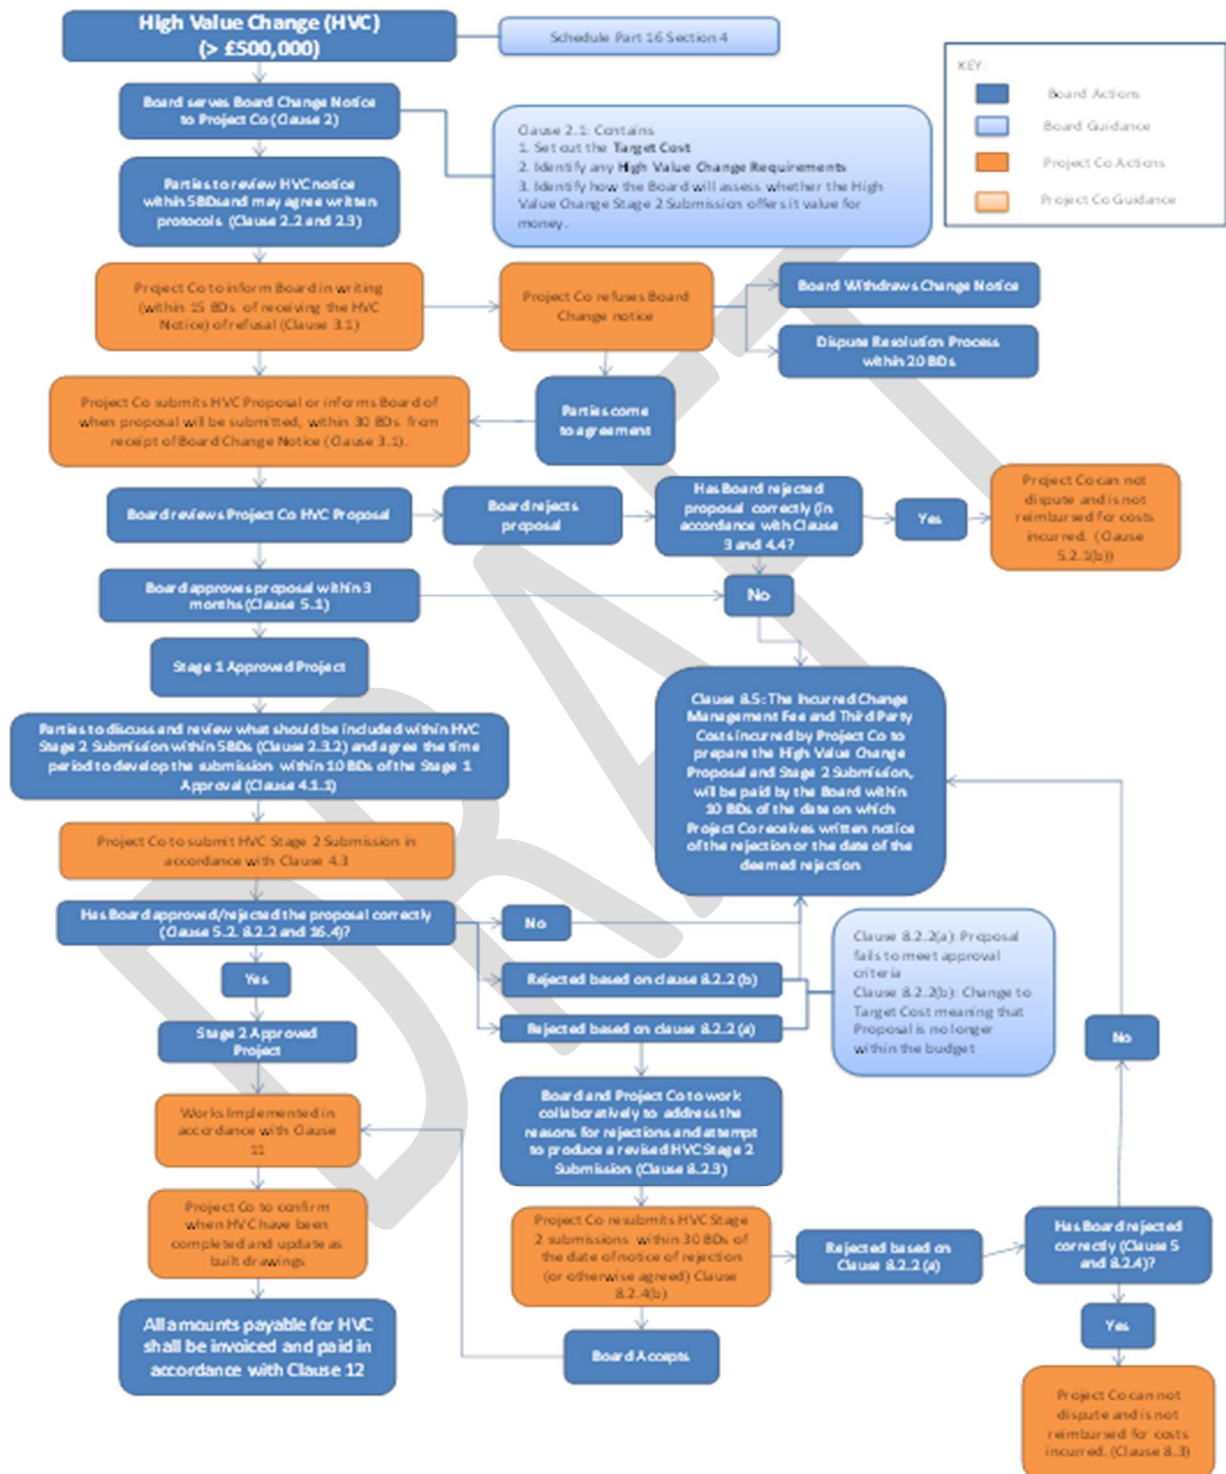 High Value Change (HVC)
(> £500,000)
Schedule Part 16 Section 4
KEY:
Board Actions
Board Guidance
Project Co Actions
Project Co Guidance
Board serves Board Change Notice
to Project Co (Clause 2)
Clause 2.1: Contains
1. Set out the Target Cost
2. Identify any High Value Change Requirements
3. Identify how the Board will assess whether the High
Value Change Stage 2 Submission offers it value for
money.
Parties to review HVC notice
within 5BDs and may agree written
protocols (Clause 2.2 and 2.3)
Project Co to inform Board in writing
(within 15 BDs of receiving the HVC
Notice) of refusal (Clause 3.1)
Project Co refuses Board
Change notice
Board Withdraws Change Notice
Dispute Resolution Process
within 20 BDs
Project Co submits HVC Proposal or informs Board of
when proposal will be submitted, within 30 BDs from
receipt of Board Change Notice (Clause 3.1).
Parties come
to agreement
Board reviews Project Co HVC Proposal
Board rejects
proposal
Has Board rejected
proposal correctly (in
accordance with Clause
3 and 4.4?
Yes
Project Co can not
dispute and is not
reimbursed for costs
incurred. (Clause
5.2.1(b))
Board approves proposal within 3
months (Clause 5.1)
No
Stage 1 Approved Project
Clause 8.5: The Incurred Change
Management Fee and Third Party
Costs incurred by Project Co to
prepare the High Value Change
Proposal and Stage 2 Submission,
will be paid by the Board within
10 BDs of the date on which
Project Co receives written notice
of the rejection or the date of the
deemed rejection
Parties to discuss and review what should be included within HVC
Stage 2 Submission within 5BDs (Clause 2.3.2) and agree the time
period to develop the submission within 10 BDs of the Stage 1
Approval (Clause 4.1.1)
Project Co to submit HVC Stage 2 Submission in
accordance with Clause 4.3
Has Board approved/rejected the proposal correctly
(Clause 5.2. 8.2.2 and 16.4)?
No
Yes
Rejected based on clause 8.2.2 (b)
Rejected based on clause 8.2.2 (a)
Clause 8.2.2(a): Proposal
fails to meet approval
criteria
Clause 8.2.2(b): Change to
Target Cost meaning that
Proposal is no longer
within the budget
No
Stage 2 Approved
Project
Works Implemented in
accordance with Clause
11
Board and Project Co to work
collaboratively to address the
reasons for rejections and attempt
to produce a revised HVC Stage 2
Submission (Clause 8.2.3)
Project Co to confirm
when HVC have been
completed and update as
built drawings
Project Co resubmits HVC Stage
2 submissions within 30 BDs of
the date of notice of rejection
(or otherwise agreed) Clause
8.2.4(b)
Rejected based on
Clause 8.2.2 (a)
Has Board rejected
correctly (Clause 5
and 8.2.4)?
All amounts payable for HVC
shall be invoiced and paid in
accordance with Clause 12
Board Accepts
Yes
Project Co can not
dispute and is not
reimbursed for costs
incurred. (Clause 8.3)
DRAFT